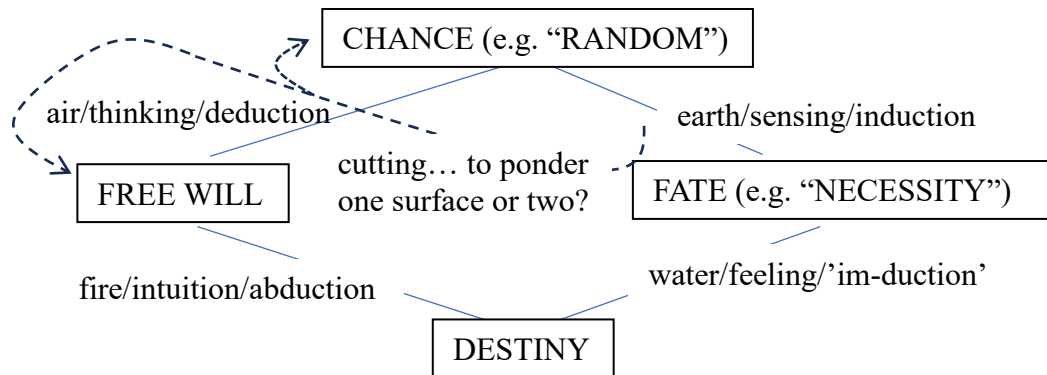 CHANCE (e.g. “RANDOM”)
air/thinking/deduction
earth/sensing/induction
cutting… to ponder
one surface or two?
FREE WILL
FATE (e.g. “NECESSITY”)
fire/intuition/abduction
water/feeling/’im-duction’
DESTINY